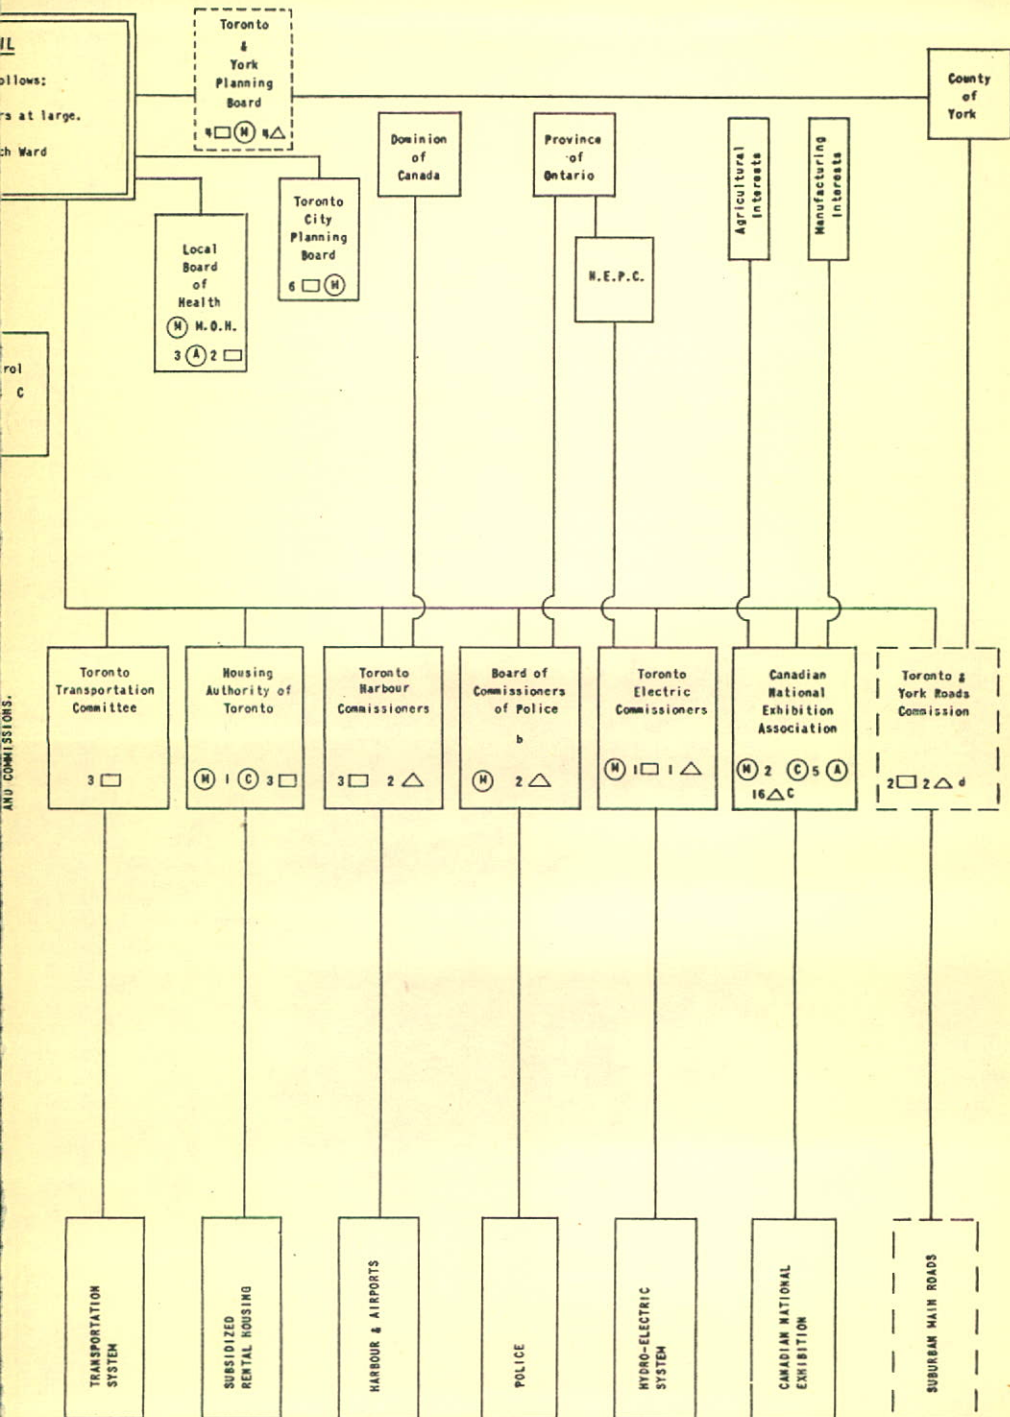 IL
ollows:
rs at large.
ch Ward
Toronto
&
York
Planning
Board
4 M 4
County
of
York
Dominion
of
Canada
Province
of
Ontario
Agricultural
Interests
Manufacturing
Interests
Toronto
City
Planning
Board
6 M
Local
Board
of
Health
M M.O.H.
3 A 2
H.E.P.C.
rol
C
AND COMMISSIONS.
Toronto
Transportation
Committee
3
Housing
Authority of
Toronto
M 1 C 3
Toronto
Harbour
Commissioners
3 2
Board of
Commissioners
of Police
b
M 2
Toronto
Electric
Commissioners
M 1 1
Canadian
National
Exhibition
Association
M 2 C 5 A
16 C
Toronto &
York Roads
Commission
2 2 d
TRANSPORTATION
SYSTEM
SUBSIDIZED
RENTAL HOUSING
HARBOUR & AIRPORTS
POLICE
HYDRO-ELECTRIC
SYSTEM
CANADIAN NATIONAL
EXHIBITION
SUBURBAN MAIN ROADS